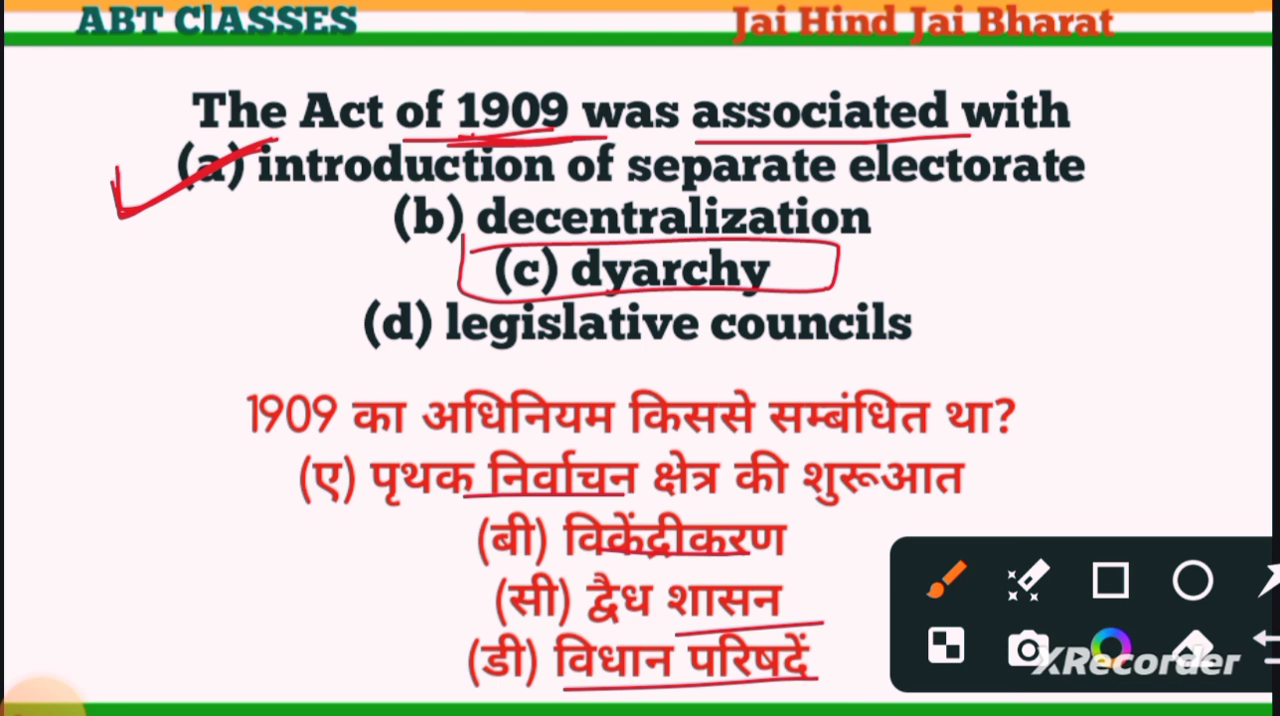 ABT ClASSES
Jai Hind Jai Bharat
The Act of 1909 was associated with
(a) introduction of separate electorate
(b) decentralization
(c) dyarchy
(d) legislative councils
1909 का अधिनियम किससे सम्बंधित था?
(ए) पृथक निर्वाचन क्षेत्र की शुरूआत
(बी) विकेंद्रीकरण
(सी) द्वैध शासन
(डी) विधान परिषदें
XRecorder